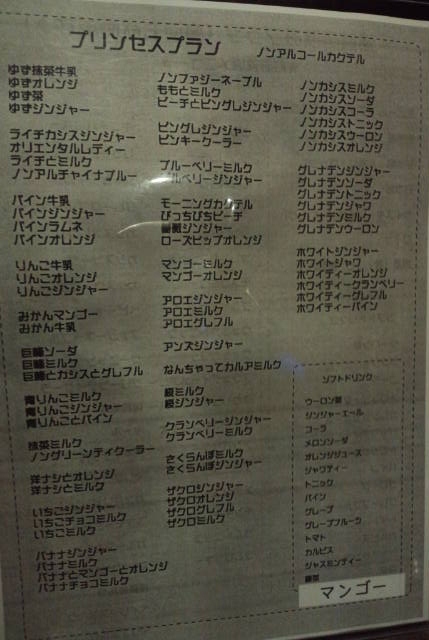 プリンセスプラン
ノンアルコールカクテル
ゆず抹茶牛乳
ゆずオレンジ
ゆず茶
ゆずジンジャー
ライチカシスジンジャー
オリエンタルレディー
ライチとミルク
ノンアルチャイナブルー
パイン牛乳
パインジンジャー
パインラムネ
パインオレンジ
りんご牛乳
りんごオレンジ
りんごジンジャー
みかんマンゴー
みかん牛乳
巨峰ソーダ
巨峰ミルク
巨峰とカシスとグレフル
青りんごミルク
青りんごジンジャー
青りんごとパイン
抹茶ミルク
ノングリーンティクーラー
洋ナシとオレンジ
洋ナシとミルク
いちごジンジャー
いちごチョコミルク
いちごミルク
バナナジンジャー
バナナミルク
バナナとマンゴーとオレンジ
バナナチョコミルク
ノンファジーネーブル
ももとミルク
ピーチとピングレジンジャー
ピングレジンジャー
ピンキークーラー
ブルーベリーミルク
ブルーベリージンジャー
モーニングカクテル
ぴっちぴちピーチ
ジンジャー
ローズヒップオレンジ
マンゴーミルク
マンゴーオレンジ
アロエジンジャー
アロエミルク
アロエグレフル
アンズジンジャー
なんちゃってカルアミルク
ミルク
ジンジャー
クランベリージンジャー
クランベリーミルク
さくらんぼミルク
さくらんぼジンジャー
ザクロジンジャー
ザクロオレンジ
ザクログレフル
ザクロミルク
ノンカシスミルク
ノンカシスソーダ
ノンカシスコーラ
ノンカシストニック
ノンカシスウーロン
ノンカシスオレンジ
グレナデンジンジャー
グレナデンソーダ
グレナデントニック
グレナデンジャワ
グレナデンミルク
グレナデンウーロン
ホワイトジンジャー
ホワイトジャワ
ホワイティーオレンジ
ホワイティークランベリー
ホワイティーグレフル
ホワイティーパイン
ソフトドリンク
ウーロン茶
ジンジャーエール
コーラ
メロンソーダ
オレンジジュース
ジャワティー
トニック
パイン
グレープ
グレープフルーツ
トマト
カルピス
ジャスミンティー
緑茶
マンゴー